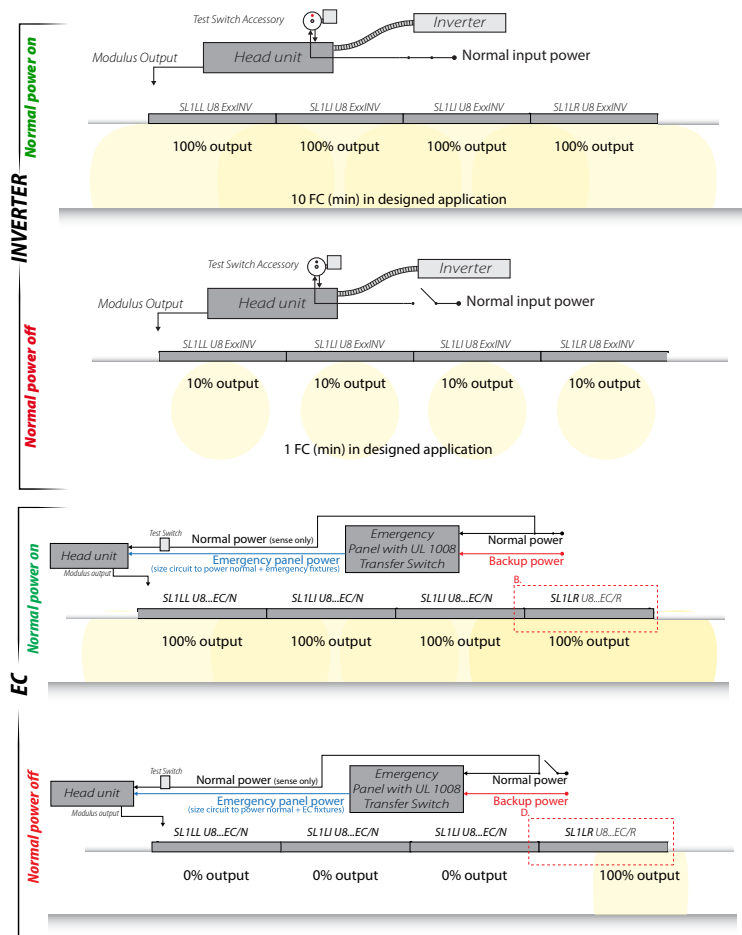 INVERTER
Normal power on
Test Switch Accessory
Inverter
Modulus Output
Head unit
Normal input power
SL1LL U8 ExxINV
SL1LI U8 ExxINV
SL1LI U8 ExxINV
SL1LR U8 ExxINV
100% output
100% output
100% output
100% output
10 FC (min) in designed application
Normal power off
Test Switch Accessory
Inverter
Modulus Output
Head unit
Normal input power
SL1LL U8 ExxINV
SL1LI U8 ExxINV
SL1LI U8 ExxINV
SL1LR U8 ExxINV
10% output
10% output
10% output
10% output
1 FC (min) in designed application
EC
Normal power on
Test Switch
Normal power (sense only)
Emergency
Panel with UL 1008
Transfer Switch
Normal power
Head unit
Emergency panel power
(size circuit to power normal + emergency fixtures)
Backup power
Modulus output
B.
SL1LL U8...EC/N
SL1LI U8...EC/N
SL1LI U8...EC/N
SL1LR U8...EC/R
100% output
100% output
100% output
100% output
Normal power off
Test Switch
Normal power (sense only)
Emergency
Panel with UL 1008
Transfer Switch
Normal power
Head unit
Emergency panel power
(size circuit to power normal + EC fixtures)
Backup power
Modulus output
D.
SL1LL U8...EC/N
SL1LI U8...EC/N
SL1LI U8...EC/N
SL1LR U8...EC/R
0% output
0% output
0% output
100% output